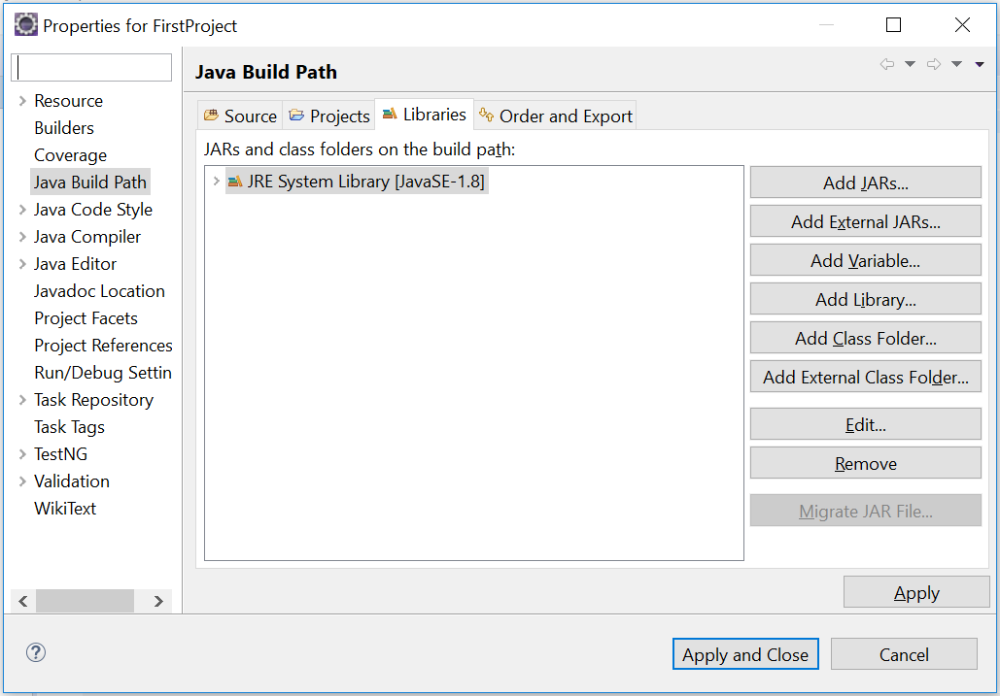 Properties for FirstProject
Java Build Path
Resource
Builders
Coverage
Java Build Path
Java Code Style
Java Compiler
Java Editor
Javadoc Location
Project Facets
Project References
Run/Debug Settin
Task Repository
Task Tags
TestNG
Validation
WikiText
Source Projects Libraries Order and Export
JARs and class folders on the build path:
JRE System Library [JavaSE-1.8]
Add JARs...
Add External JARs...
Add Variable...
Add Library...
Add Class Folder...
Add External Class Folder...
Edit...
Remove
Migrate JAR File...
Apply
?
Apply and Close Cancel